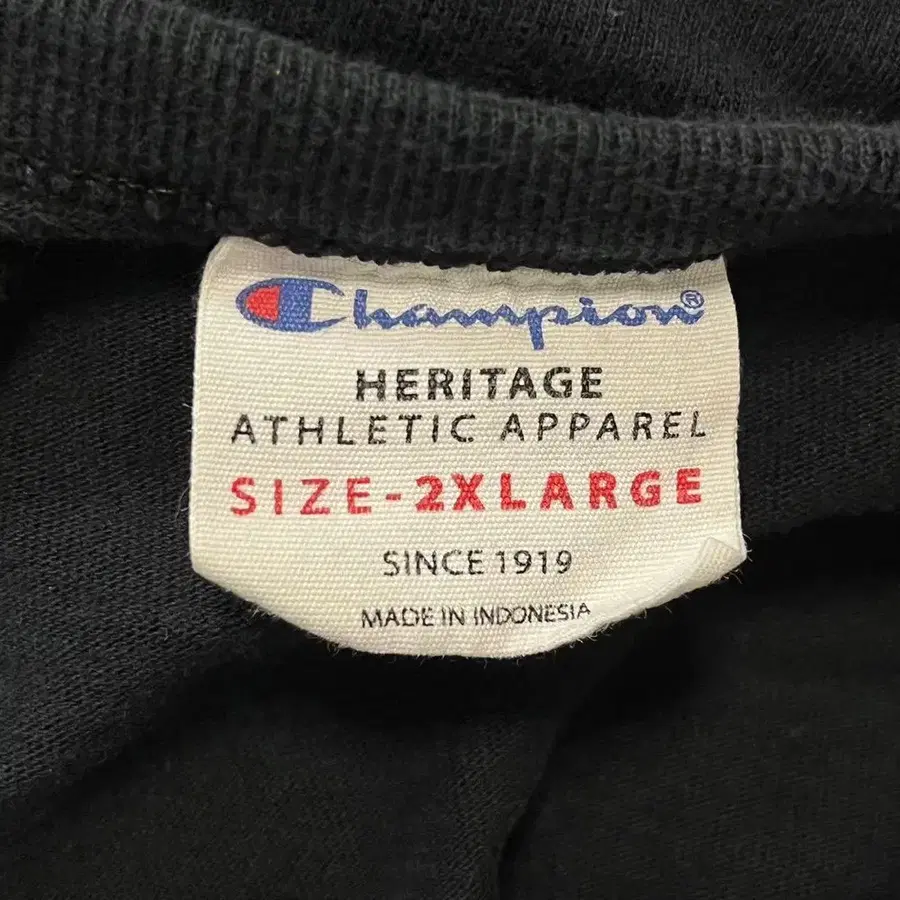 Champion®
HERITAGE
ATHLETIC APPAREL
SIZE-2XLARGE
SINCE 1919
MADE IN INDONESIA